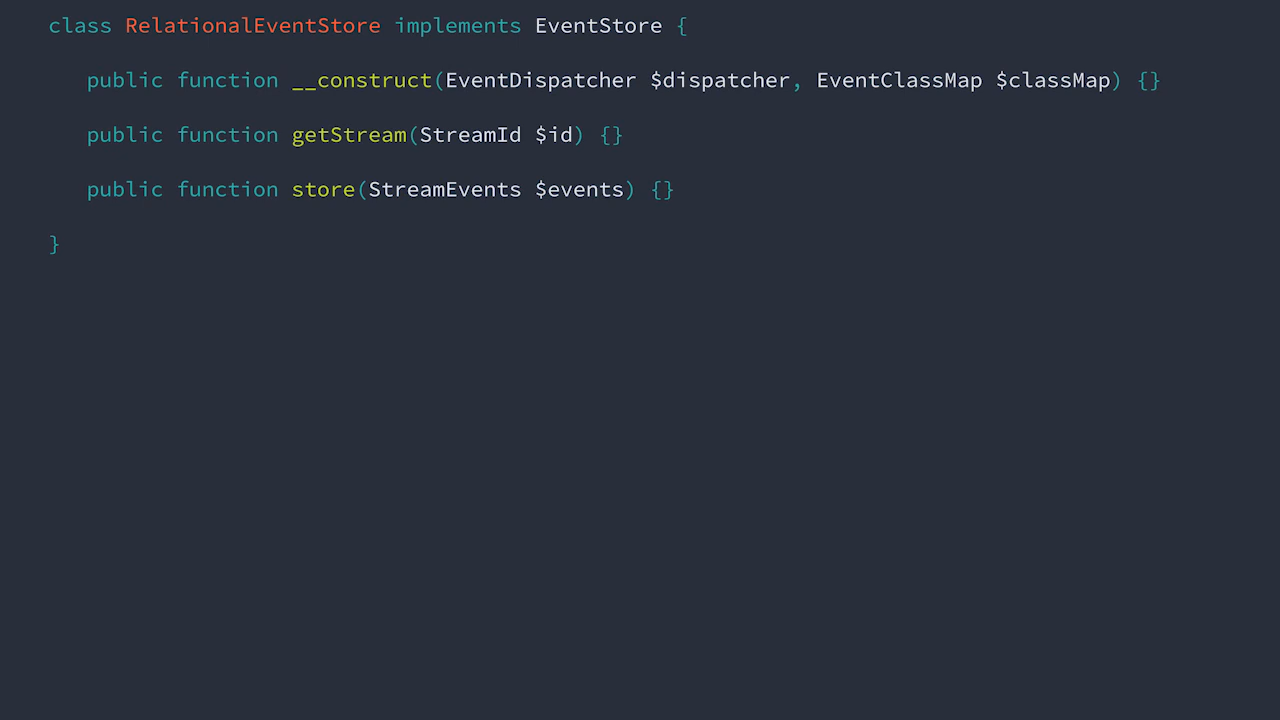 class RelationalEventStore implements EventStore {
public function __construct(EventDispatcher $dispatcher, EventClassMap $classMap) {}
public function getStream(StreamId $id) {}
public function store(StreamEvents $events) {}
}